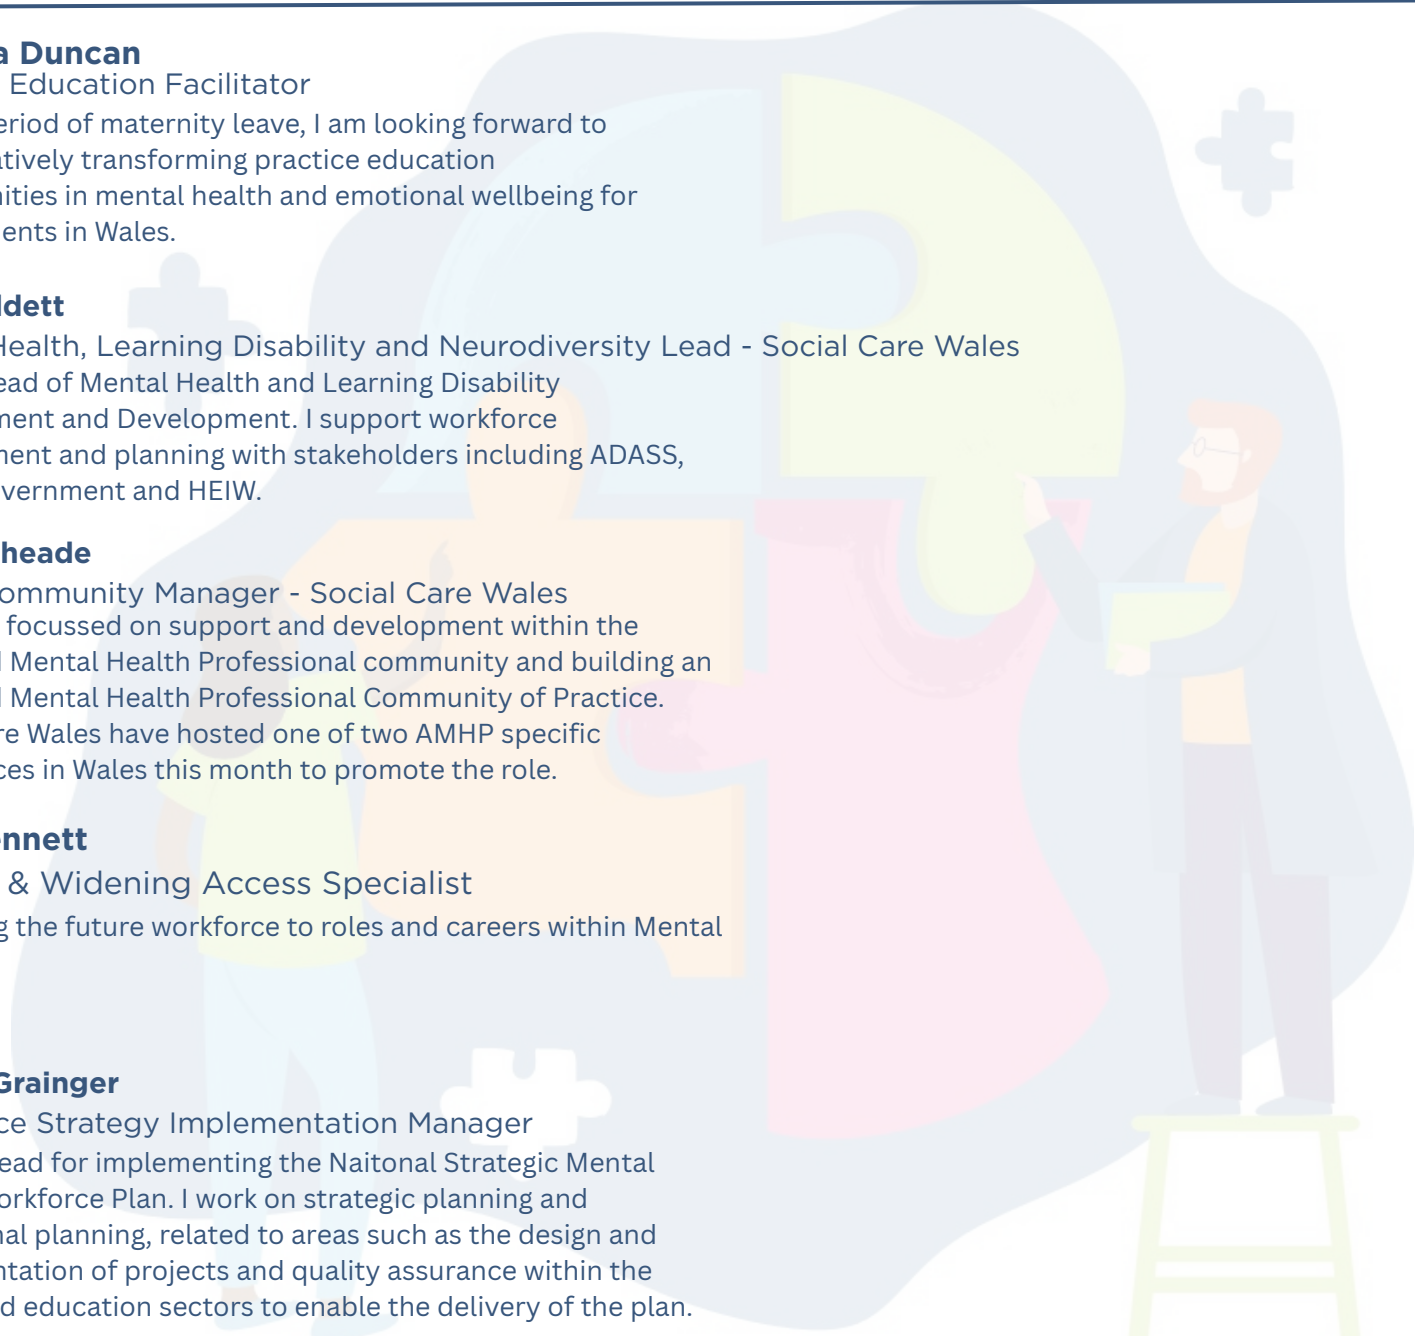 a Duncan
Education Facilitator
eriod of maternity leave, I am looking forward to
atively transforming practice education
nities in mental health and emotional wellbeing for
ents in Wales.
ddett
Health, Learning Disability and Neurodiversity Lead - Social Care Wales
ead of Mental Health and Learning Disability
ment and Development. I support workforce
ment and planning with stakeholders including ADASS,
vernment and HEIW.
heade
ommunity Manager - Social Care Wales
focussed on support and development within the
d Mental Health Professional community and building an
d Mental Health Professional Community of Practice.
re Wales have hosted one of two AMHP specific
ces in Wales this month to promote the role.
nnett
& Widening Access Specialist
g the future workforce to roles and careers within Mental
Grainger
ce Strategy Implementation Manager
ead for implementing the Naitonal Strategic Mental
orkforce Plan. I work on strategic planning and
nal planning, related to areas such as the design and
ntation of projects and quality assurance within the
d education sectors to enable the delivery of the plan.